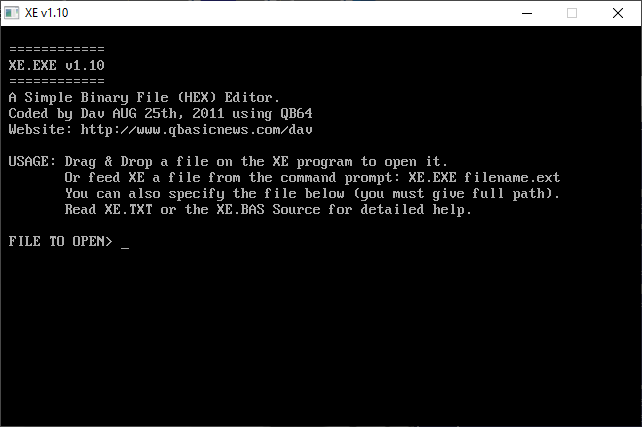 XE v1.10
============
XE.EXE v1.10
============
A Simple Binary File (HEX) Editor.
Coded by Dav AUG 25th, 2011 using QB64
Website: http://www.qbasicnews.com/dav
USAGE: Drag & Drop a file on the XE program to open it.
Or feed XE a file from the command prompt: XE.EXE filename.ext
You can also specify the file below (you must give full path).
Read XE.TXT or the XE.BAS Source for detailed help.
FILE TO OPEN> _